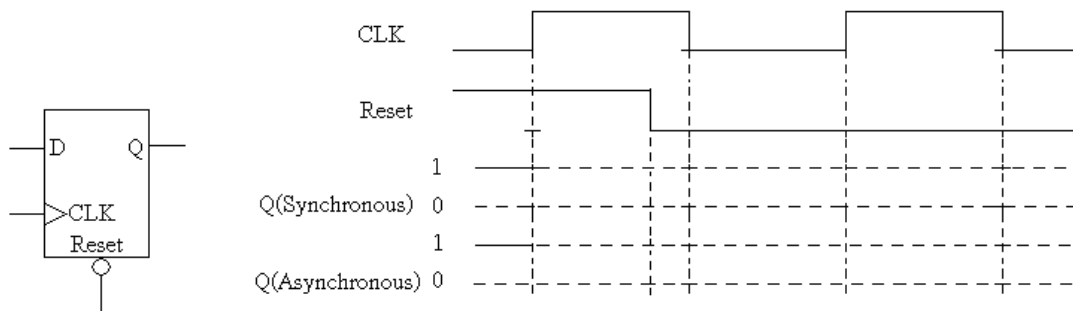 CLK
Reset
D Q
CLK
Reset
1
Q(Synchronous) 0
1
Q(Asynchronous) 0